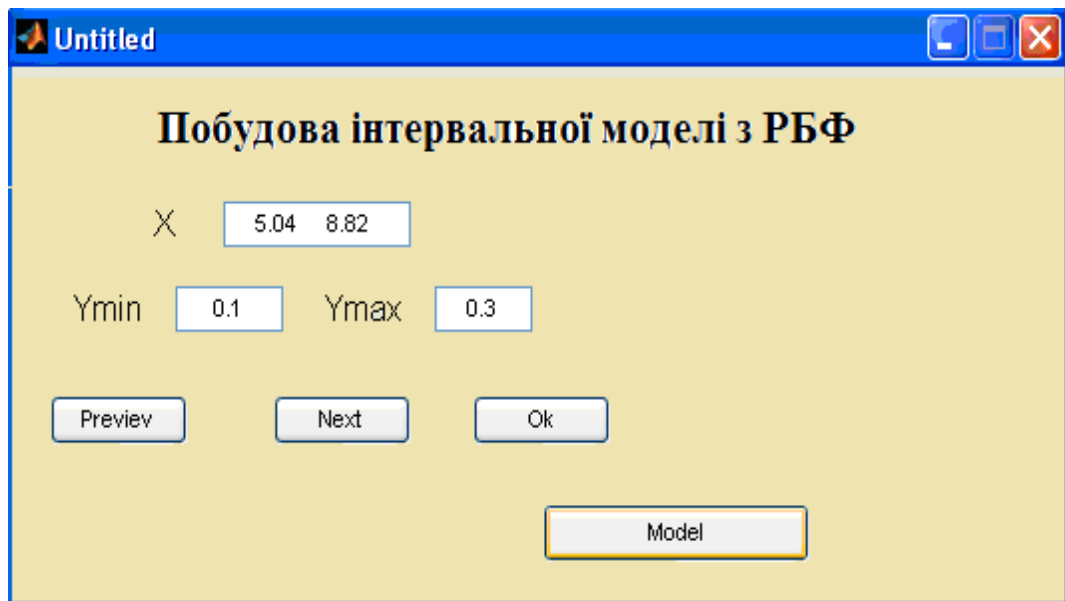 Untitled
Побудова інтервальної моделі з РБФ
X 5.04 8.82
Ymin 0.1 Ymax 0.3
Previev Next Ok
Model